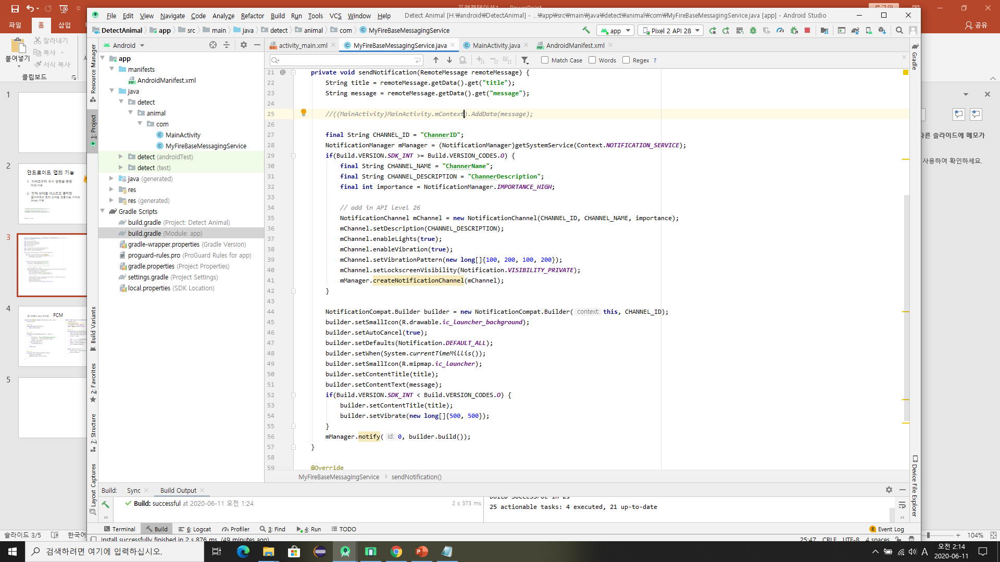 파일
홈
삽입
붙여넣기
잘라내기
복사
서식 복사
클립보드
1
2
안드로이드 앱의 기능
1. 서버로부터 푸시 알림을 받음
FCM 사용
3
4
FCM
5
슬라이드 3/5
한국어
File Edit View Navigate Code Analyze Refactor Build Run Tools VCS Window Help
Detect Animal [H:₩android₩DetectAnimal] - ...₩app₩src₩main₩java₩detect₩animal₩com₩MyFireBaseMessagingService.java [app] - Android Studio
DetectAnimal app src main java detect animal com MyFireBaseMessagingService
app
Pixel 2 API 28
Android
activity_main.xml
MyFireBaseMessagingService.java
MainActivity.java
AndroidManifest.xml
Match Case Words Regex ?
Resource Manager
1: Project
Build Variants
2: Favorites
7: Structure
Layout Captures
app
manifests
AndroidManifest.xml
java
detect
animal
com
MainActivity
MyFireBaseMessagingService
detect (androidTest)
detect (test)
java (generated)
res
res (generated)
Gradle Scripts
build.gradle (Project: Detect Animal)
build.gradle (Module: app)
gradle-wrapper.properties (Gradle Version)
proguard-rules.pro (ProGuard Rules for app)
gradle.properties (Project Properties)
settings.gradle (Project Settings)
local.properties (SDK Location)
21 @ private void sendNotification(RemoteMessage remoteMessage) {
22 String title = remoteMessage.getData().get("title");
23 String message = remoteMessage.getData().get("message");
24
25 //((MainActivity)MainActivity.mContext).AddData(message);
26
27 final String CHANNEL_ID = "ChannerID";
28 NotificationManager mManager = (NotificationManager)getSystemService(Context.NOTIFICATION_SERVICE);
29 if(Build.VERSION.SDK_INT >= Build.VERSION_CODES.O) {
30 final String CHANNEL_NAME = "ChannerName";
31 final String CHANNEL_DESCRIPTION = "ChannerDescription";
32 final int importance = NotificationManager.IMPORTANCE_HIGH;
33
34 // add in API level 26
35 NotificationChannel mChannel = new NotificationChannel(CHANNEL_ID, CHANNEL_NAME, importance);
36 mChannel.setDescription(CHANNEL_DESCRIPTION);
37 mChannel.enableLights(true);
38 mChannel.enableVibration(true);
39 mChannel.setVibrationPattern(new long[]{100, 200, 100, 200});
40 mChannel.setLockscreenVisibility(Notification.VISIBILITY_PRIVATE);
41 mManager.createNotificationChannel(mChannel);
42 }
43
44 NotificationCompat.Builder builder = new NotificationCompat.Builder( context: this, CHANNEL_ID);
45 builder.setSmallIcon(R.drawable.ic_launcher_background);
46 builder.setAutoCancel(true);
47 builder.setDefaults(Notification.DEFAULT_ALL);
48 builder.setWhen(System.currentTimeMillis());
49 builder.setSmallIcon(R.mipmap.ic_launcher);
50 builder.setContentTitle(title);
51 builder.setContentText(message);
52 if(Build.VERSION.SDK_INT < Build.VERSION_CODES.O) {
53 builder.setContentTitle(title);
54 builder.setVibrate(new long[]{500, 500});
55 }
56 mManager.notify( id: 0, builder.build());
57 }
58
59 @Override
MyFireBaseMessagingService › sendNotification()
Gradle
Device File Explorer
Build: Sync Build Output
Build: successful at 2020-06-11 오전 1:24
2 s 373 ms
BUILD SUCCESSFUL in 2s
25 actionable tasks: 4 executed, 21 up-to-date
Terminal Build 6: Logcat Profiler 3: Find 4: Run TODO
8 Event Log
Install successfully finished in 2 s 876 ms. (49 minutes ago)
25:47 CRLF UTF-8 4 spaces
공유
다른 슬라이드에 메모가
사용하여 확인하세요.
104%
검색하려면 여기에 입력하십시오.
A
오전 2:14
2020-06-11